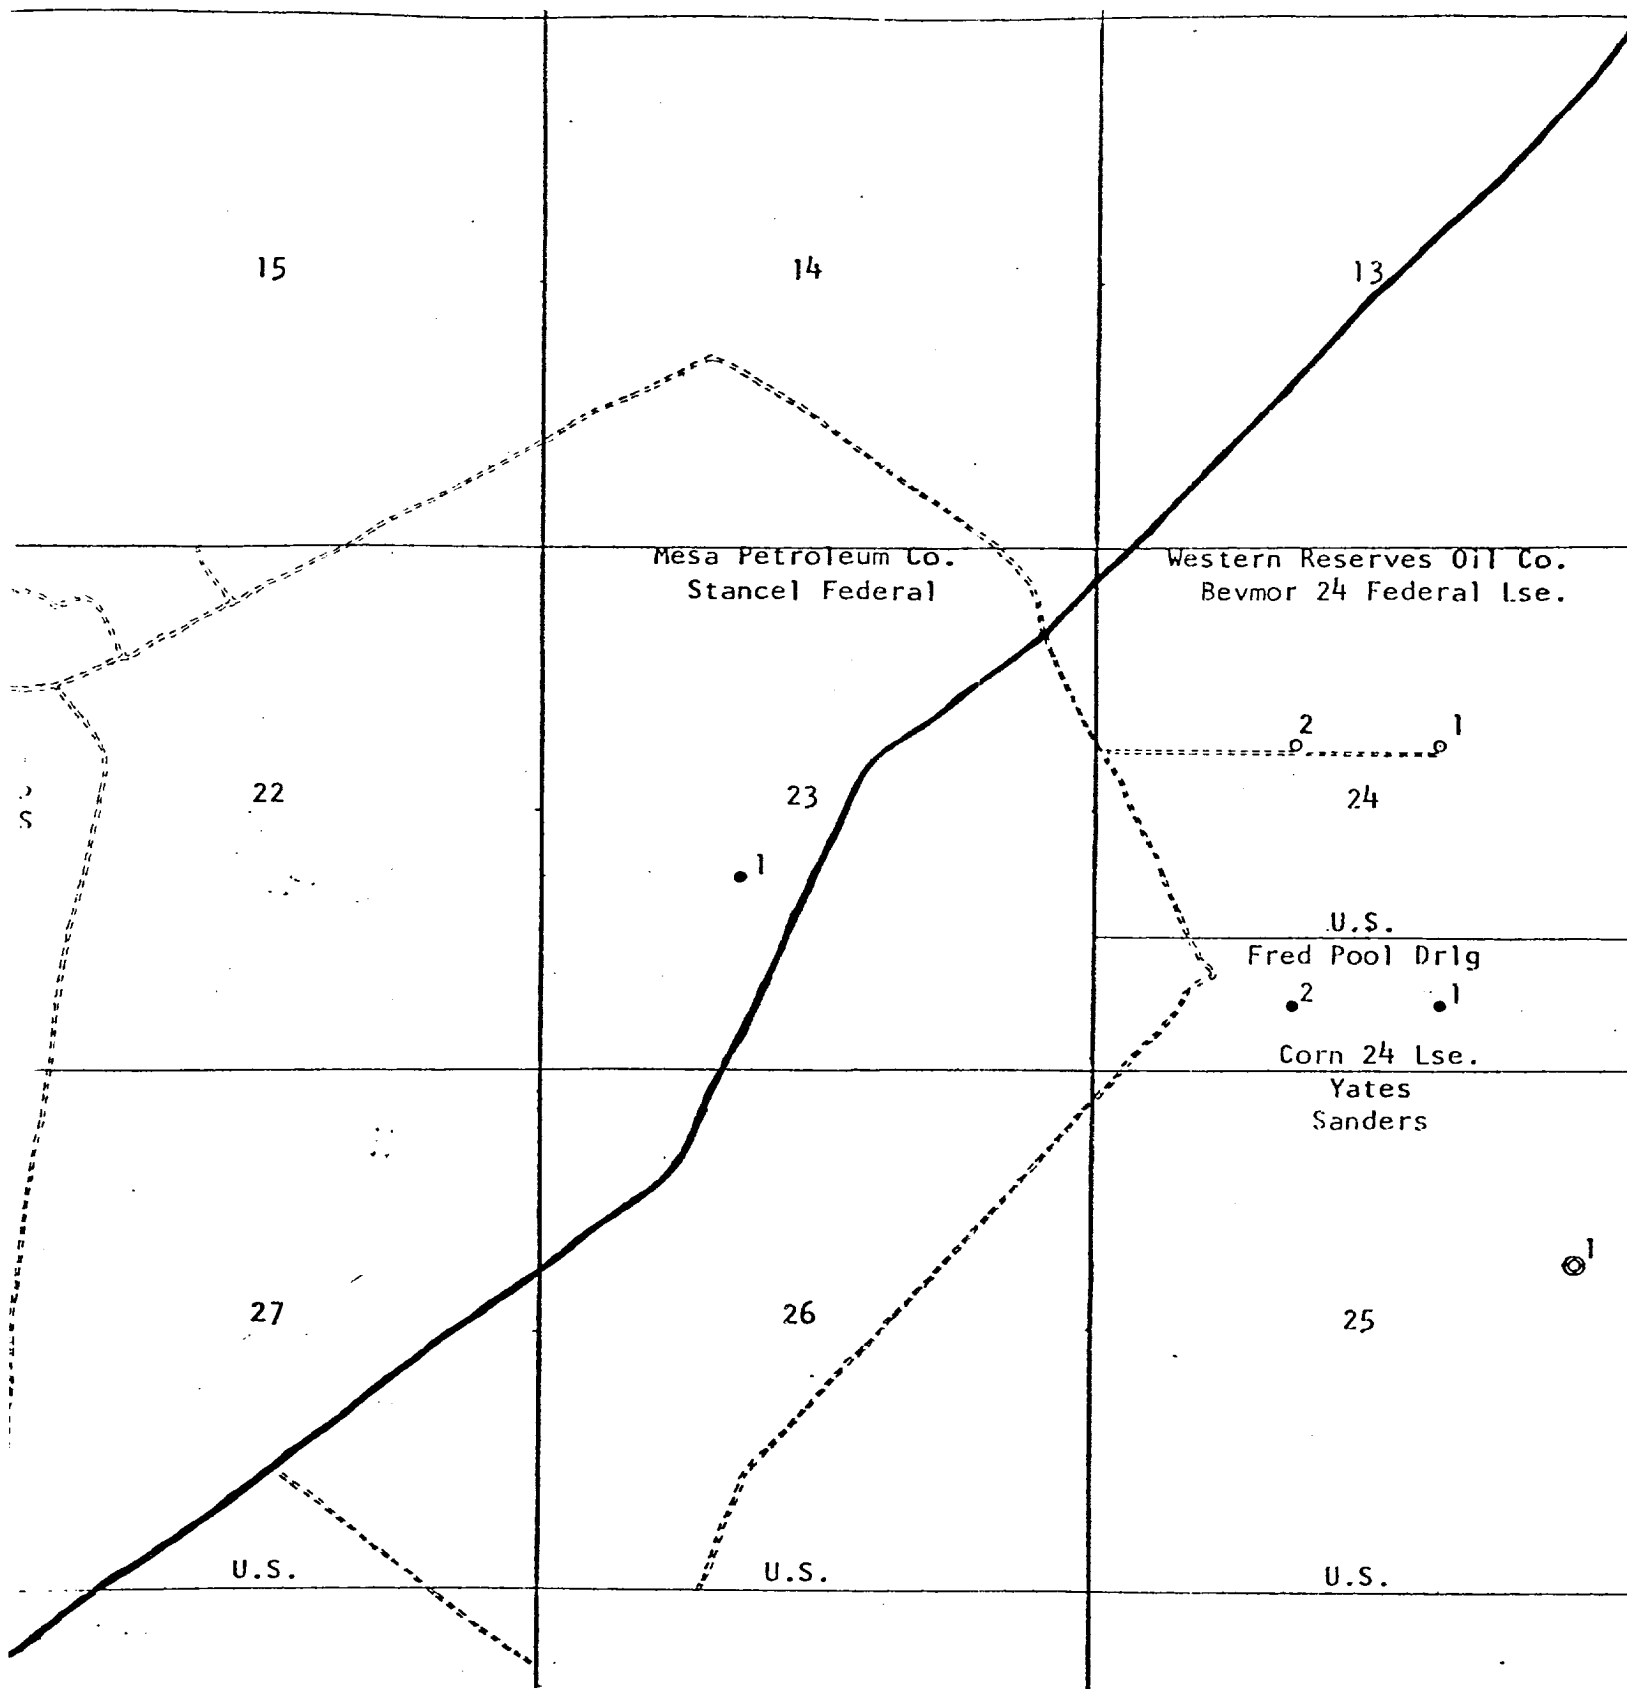 15
14
13
Mesa Petroleum Co.
Stancel Federal
Western Reserves Oil Co.
Bevmor 24 Federal Lse.
2
1
S
22
23
24
1
U.S.
Fred Pool Drlg
2
1
Corn 24 Lse.
Yates
Sanders
1
27
26
25
U.S.
U.S.
U.S.